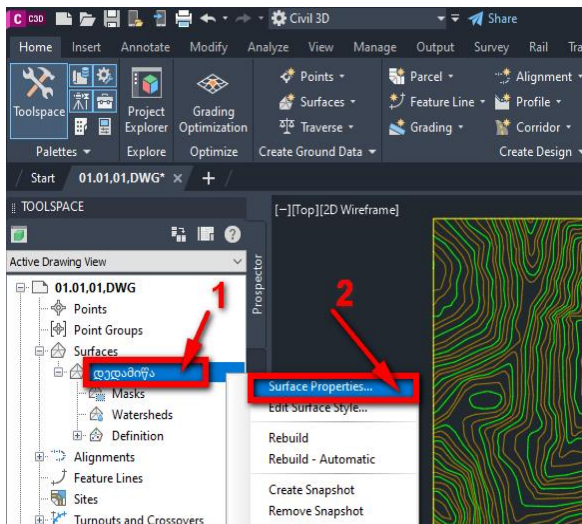 C C3D Civil 3D Share
Home Insert Annotate Modify Analyze View Manage Output Survey Rail
Toolspace Project Explorer Grading Optimization
Points Parcel Alignment
Surfaces Feature Line Profile
Traverse Grading Corridor
Palettes Explore Optimize Create Ground Data Create Design
Start 01.01,01,DWG* × +
TOOLSPACE
[−][Top][2D Wireframe]
Active Drawing View
Prospector
01.01,01,DWG
1
2
Points
Point Groups
Surfaces
დედამიწა
Masks
Watersheds
Definition
Alignments
Feature Lines
Sites
Turnouts and Crossovers
Surface Properties...
Edit Surface Style...
Rebuild
Rebuild - Automatic
Create Snapshot
Remove Snapshot